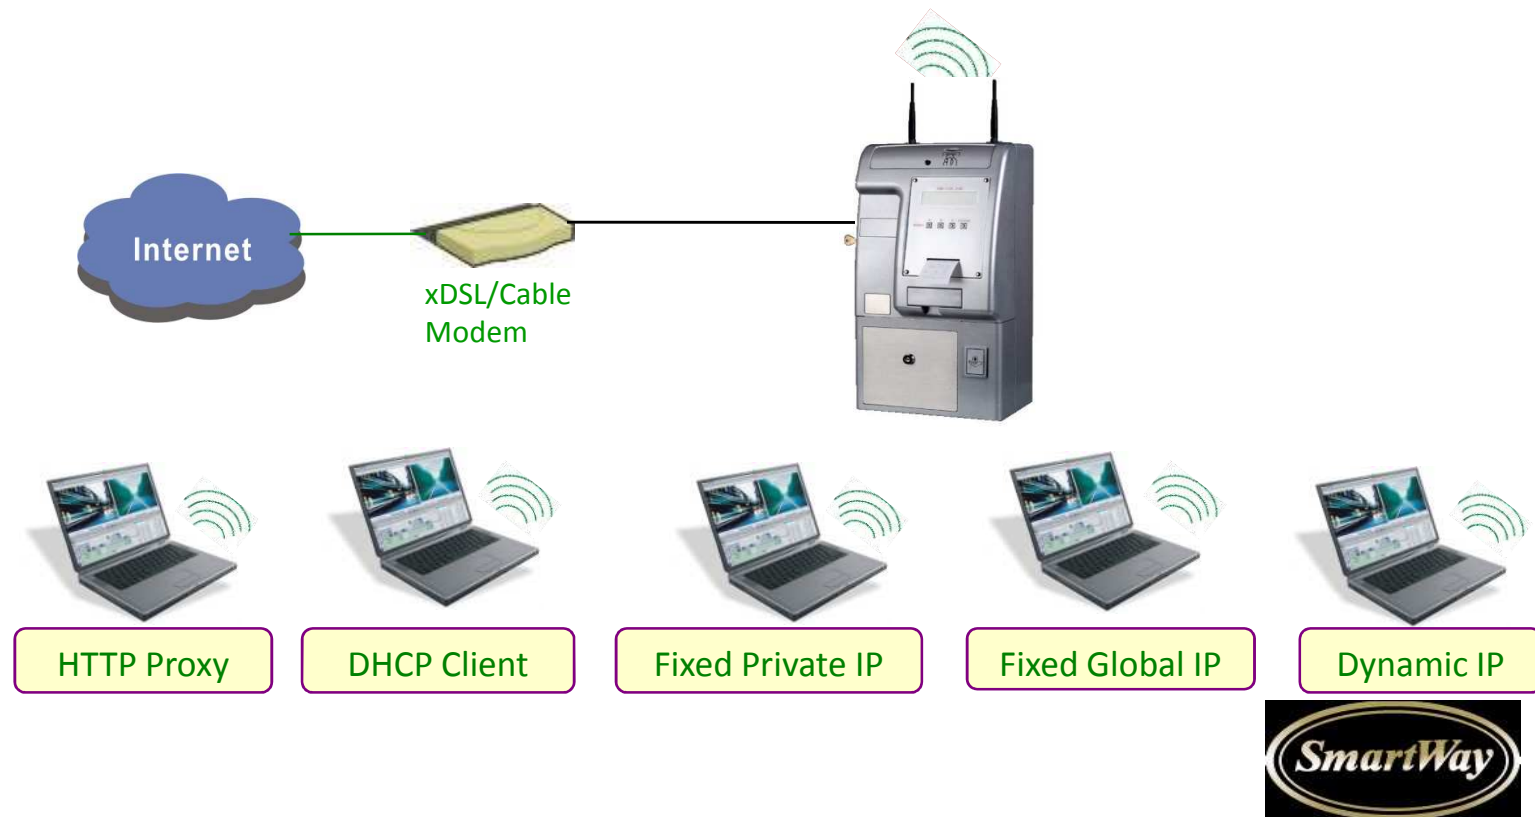 Internet
xDSL/Cable
Modem
HTTP Proxy
DHCP Client
Fixed Private IP
Fixed Global IP
Dynamic IP
SmartWay